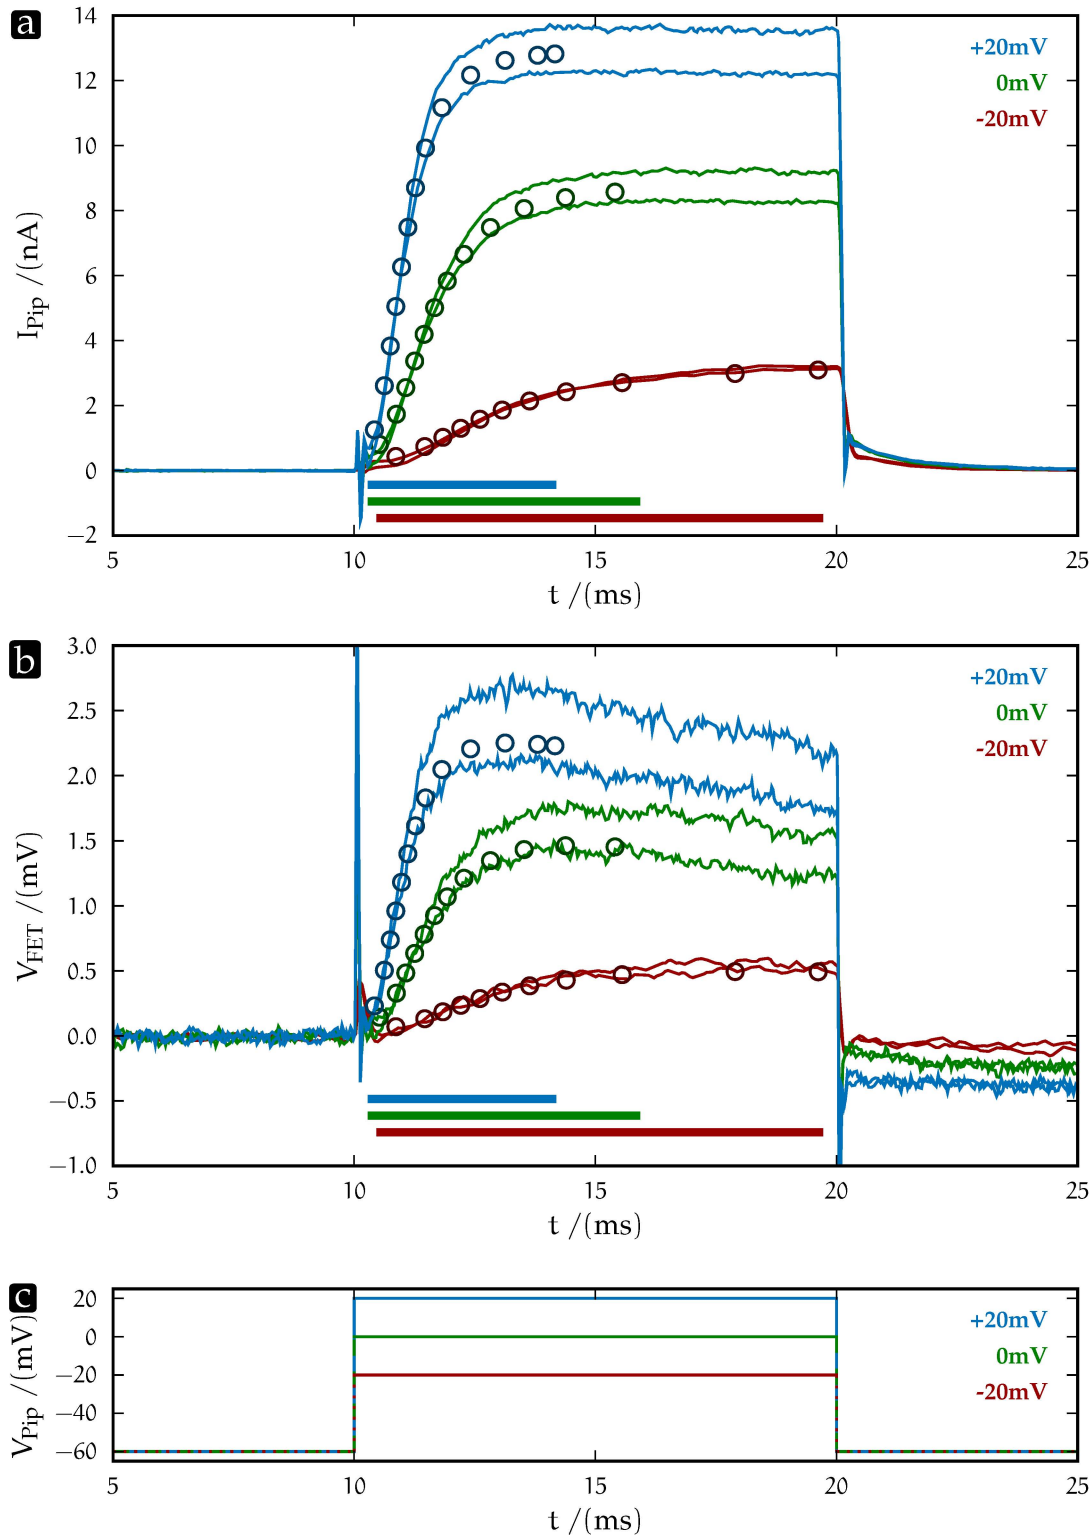 a
14
12
10
8
6
4
2
0
−2
I_Pip /(nA)
+20mV
0mV
-20mV
5 10 15 20 25
t /(ms)
b
3.0
2.5
2.0
1.5
1.0
0.5
0.0
−0.5
−1.0
V_FET /(mV)
+20mV
0mV
-20mV
5 10 15 20 25
t /(ms)
c
20
0
−20
−40
−60
V_Pip /(mV)
+20mV
0mV
-20mV
5 10 15 20 25
t /(ms)